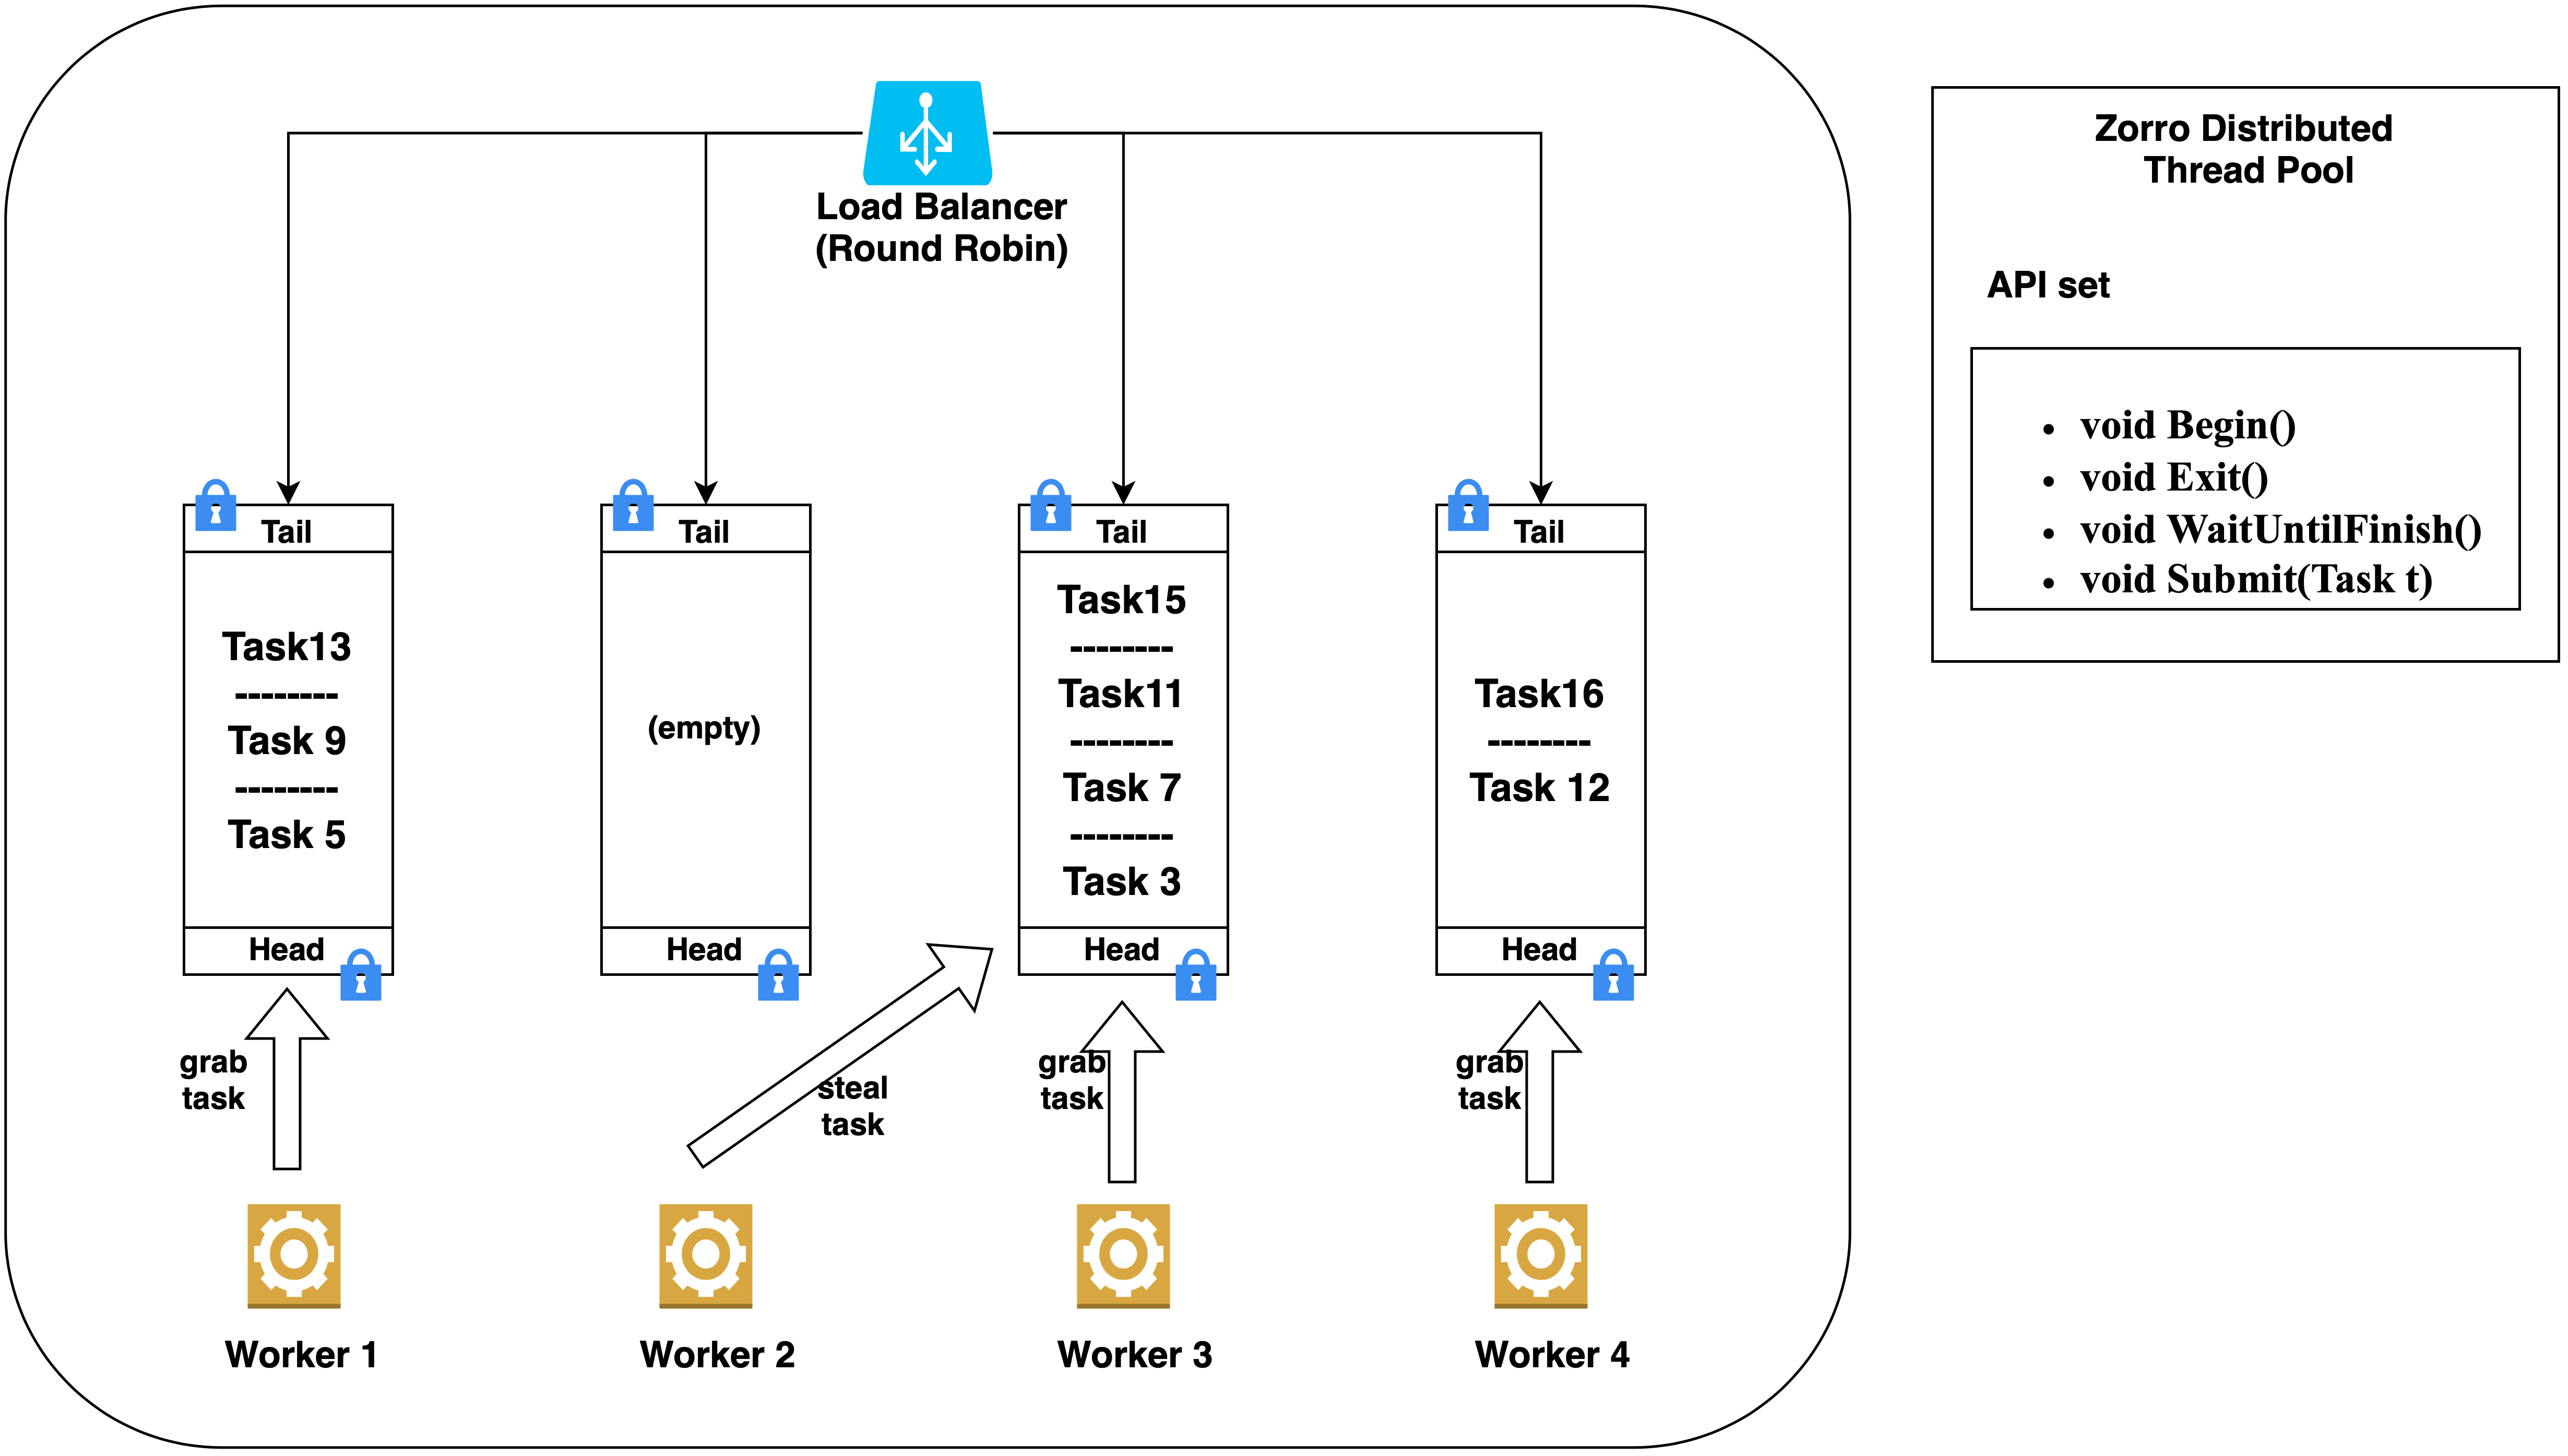 Load Balancer
(Round Robin)
Tail
Task13
--------
Task 9
--------
Task 5
Head
grab
task
Worker 1
Tail
(empty)
Head
steal
task
Worker 2
Tail
Task15
--------
Task11
--------
Task 7
--------
Task 3
Head
grab
task
Worker 3
Tail
Task16
--------
Task 12
Head
grab
task
Worker 4
Zorro Distributed
Thread Pool
API set
• void Begin()
• void Exit()
• void WaitUntilFinish()
• void Submit(Task t)